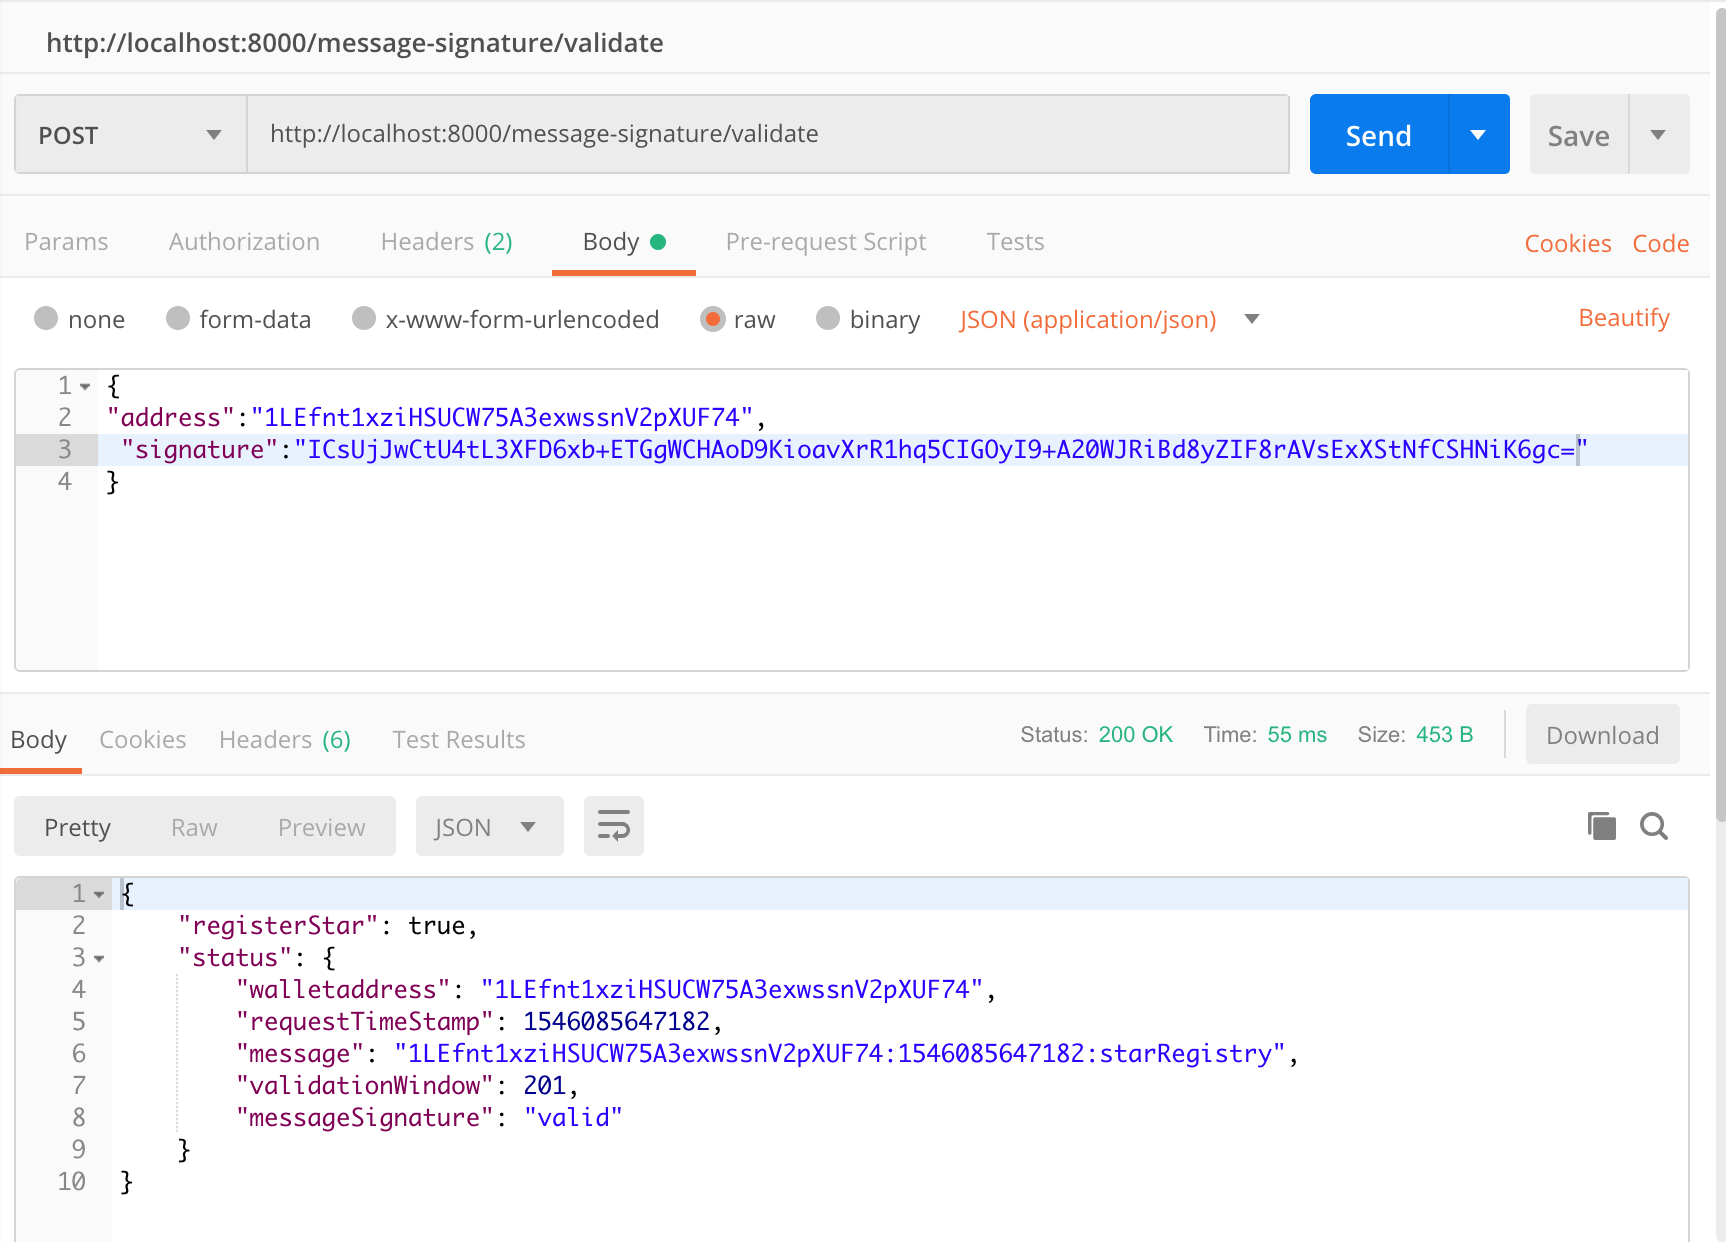 http://localhost:8000/message-signature/validate
POST http://localhost:8000/message-signature/validate Send Save
Params Authorization Headers (2) Body Pre-request Script Tests Cookies Code
none form-data x-www-form-urlencoded raw binary JSON (application/json) Beautify
1 {
2 "address":"1LEfnt1xziHSUCW75A3exwssnV2pXUF74",
3 "signature":"ICsUjJwCtU4tL3XFD6xb+ETGgWCHAoD9KioavXrR1hq5CIGOyI9+A20WJRiBd8yZIF8rAVsExXStNfCSHNiK6gc="
4 }
Body Cookies Headers (6) Test Results Status: 200 OK Time: 55 ms Size: 453 B Download
Pretty Raw Preview JSON
1 {
2 "registerStar": true,
3 "status": {
4 "walletaddress": "1LEfnt1xziHSUCW75A3exwssnV2pXUF74",
5 "requestTimeStamp": 1546085647182,
6 "message": "1LEfnt1xziHSUCW75A3exwssnV2pXUF74:1546085647182:starRegistry",
7 "validationWindow": 201,
8 "messageSignature": "valid"
9 }
10 }